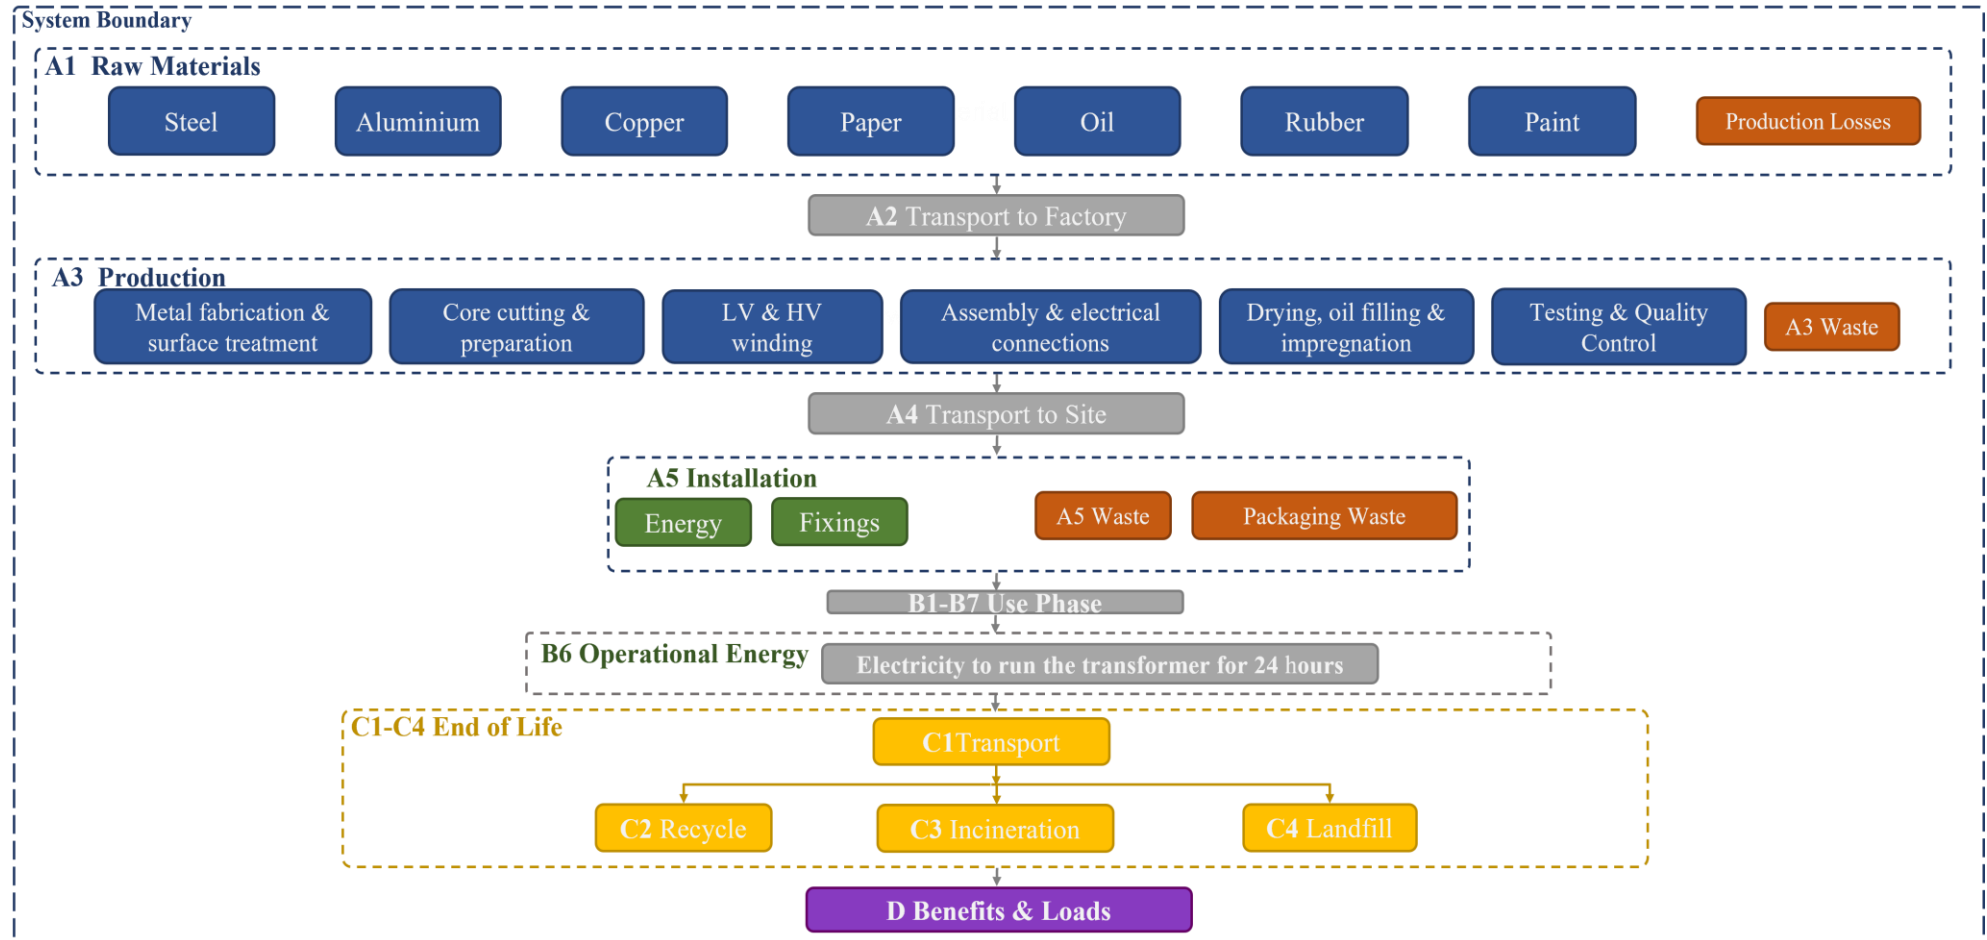 System Boundary
A1  Raw Materials
Steel
Aluminium
Copper
Paper
Oil
Rubber
Paint
Production Losses
A2 Transport to Factory
A3  Production
Metal fabrication &
surface treatment
Core cutting &
preparation
LV & HV
winding
Assembly & electrical
connections
Drying, oil filling &
impregnation
Testing & Quality
Control
A3 Waste
A4 Transport to Site
A5 Installation
Energy
Fixings
A5 Waste
Packaging Waste
B1-B7 Use Phase
B6 Operational Energy
Electricity to run the transformer for 24 hours
C1-C4 End of Life
C1Transport
C2 Recycle
C3 Incineration
C4 Landfill
D Benefits & Loads